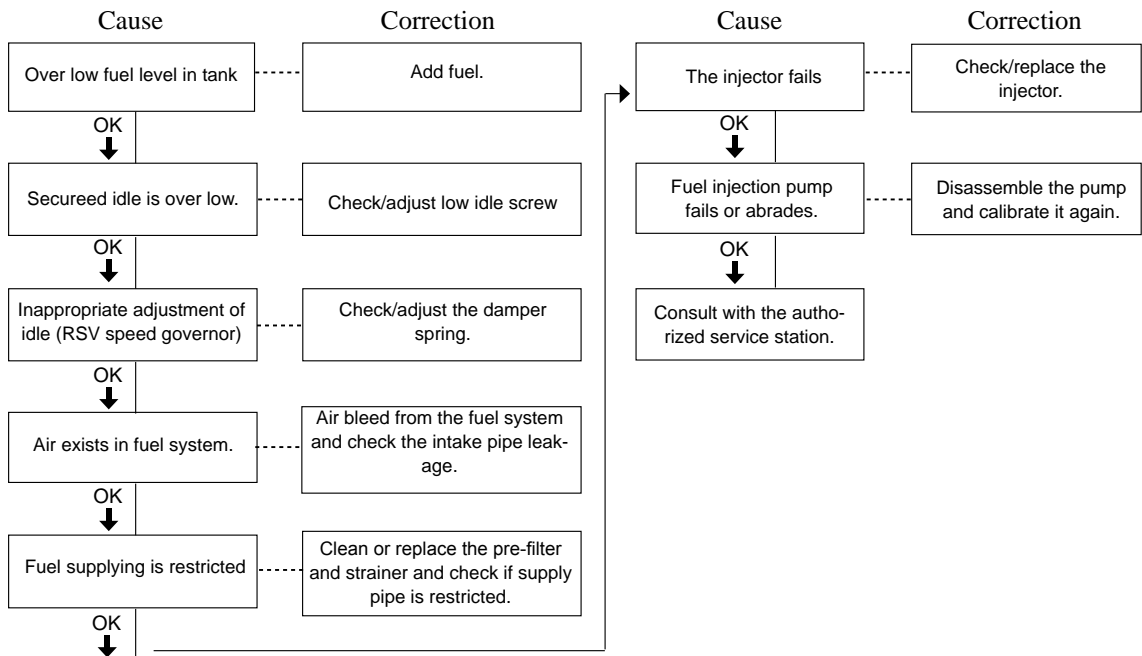 Cause
Correction
Over low fuel level in tank
Add fuel.
OK
Secureed idle is over low.
Check/adjust low idle screw
OK
Inappropriate adjustment of
idle (RSV speed governor)
Check/adjust the damper
spring.
OK
Air exists in fuel system.
Air bleed from the fuel system
and check the intake pipe leak-
age.
OK
Fuel supplying is restricted
Clean or replace the pre-filter
and strainer and check if supply
pipe is restricted.
OK
Cause
Correction
The injector fails
Check/replace the
injector.
OK
Fuel injection pump
fails or abrades.
Disassemble the pump
and calibrate it again.
OK
Consult with the autho-
rized service station.